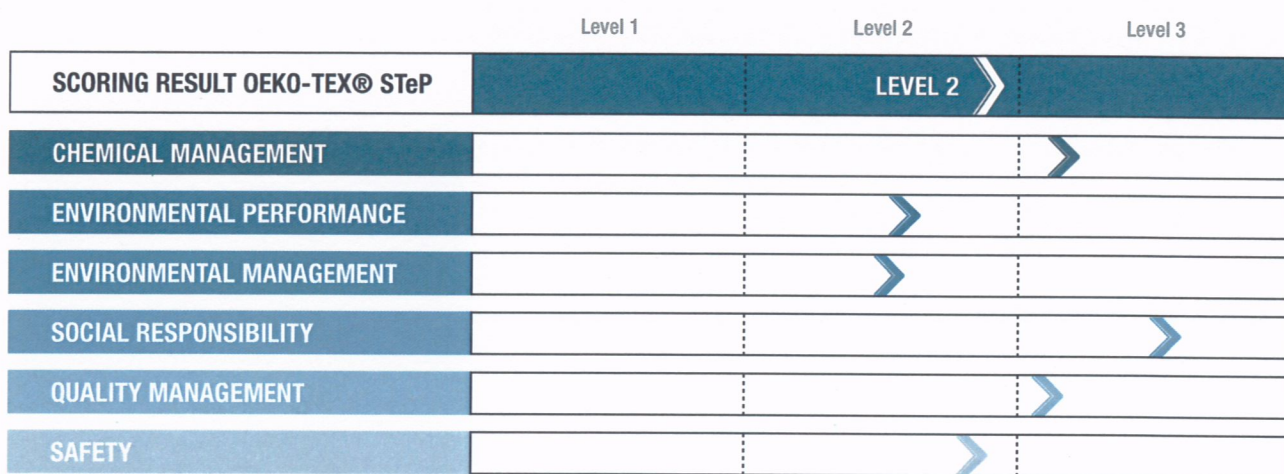 Level 1 Level 2 Level 3
SCORING RESULT OEKO-TEX® STeP LEVEL 2
CHEMICAL MANAGEMENT
ENVIRONMENTAL PERFORMANCE
ENVIRONMENTAL MANAGEMENT
SOCIAL RESPONSIBILITY
QUALITY MANAGEMENT
SAFETY